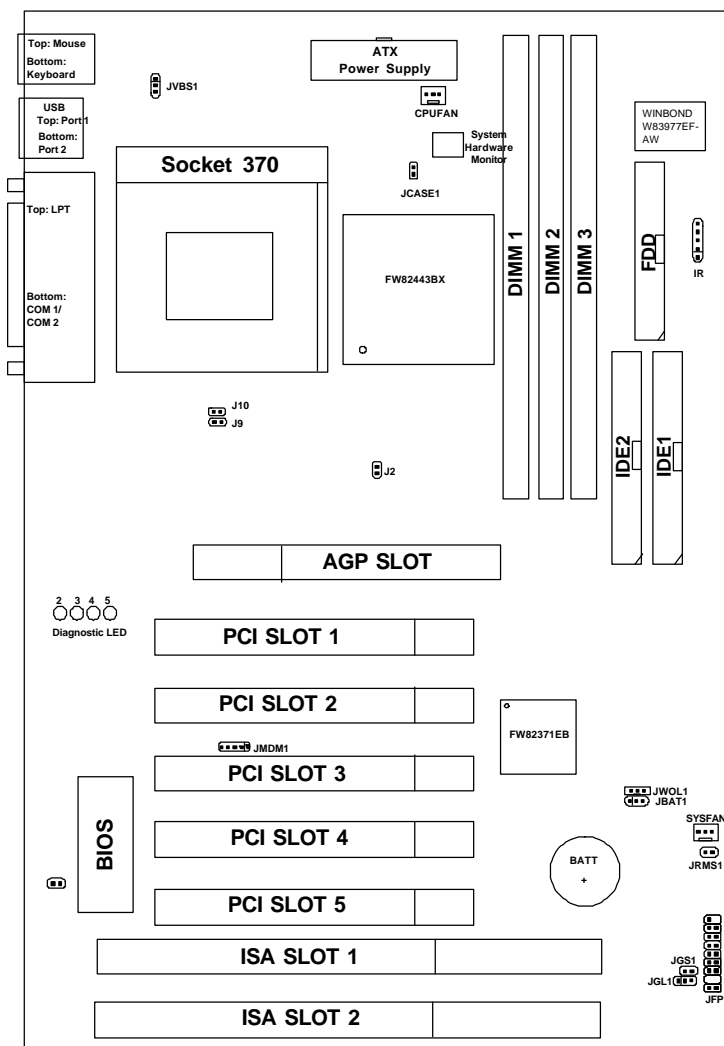 Top: Mouse
Bottom:
Keyboard
ATX
Power Supply
JVBS1
USB
Top: Port 1
Bottom:
Port 2
CPUFAN
System
Hardware
Monitor
WINBOND
W83977EF-
AW
Socket 370
JCASE1
Top: LPT
Bottom:
COM 1/
COM 2
FW82443BX
DIMM 1
DIMM 2
DIMM 3
FDD
IR
J10
J9
J2
IDE2
IDE1
AGP SLOT
2 3 4 5
Diagnostic LED
PCI SLOT 1
PCI SLOT 2
FW82371EB
JMDM1
PCI SLOT 3
JWOL1
JBAT1
SYSFAN
BIOS
PCI SLOT 4
BATT
+
JRMS1
PCI SLOT 5
ISA SLOT 1
JGS1
JGL1
JFP
ISA SLOT 2